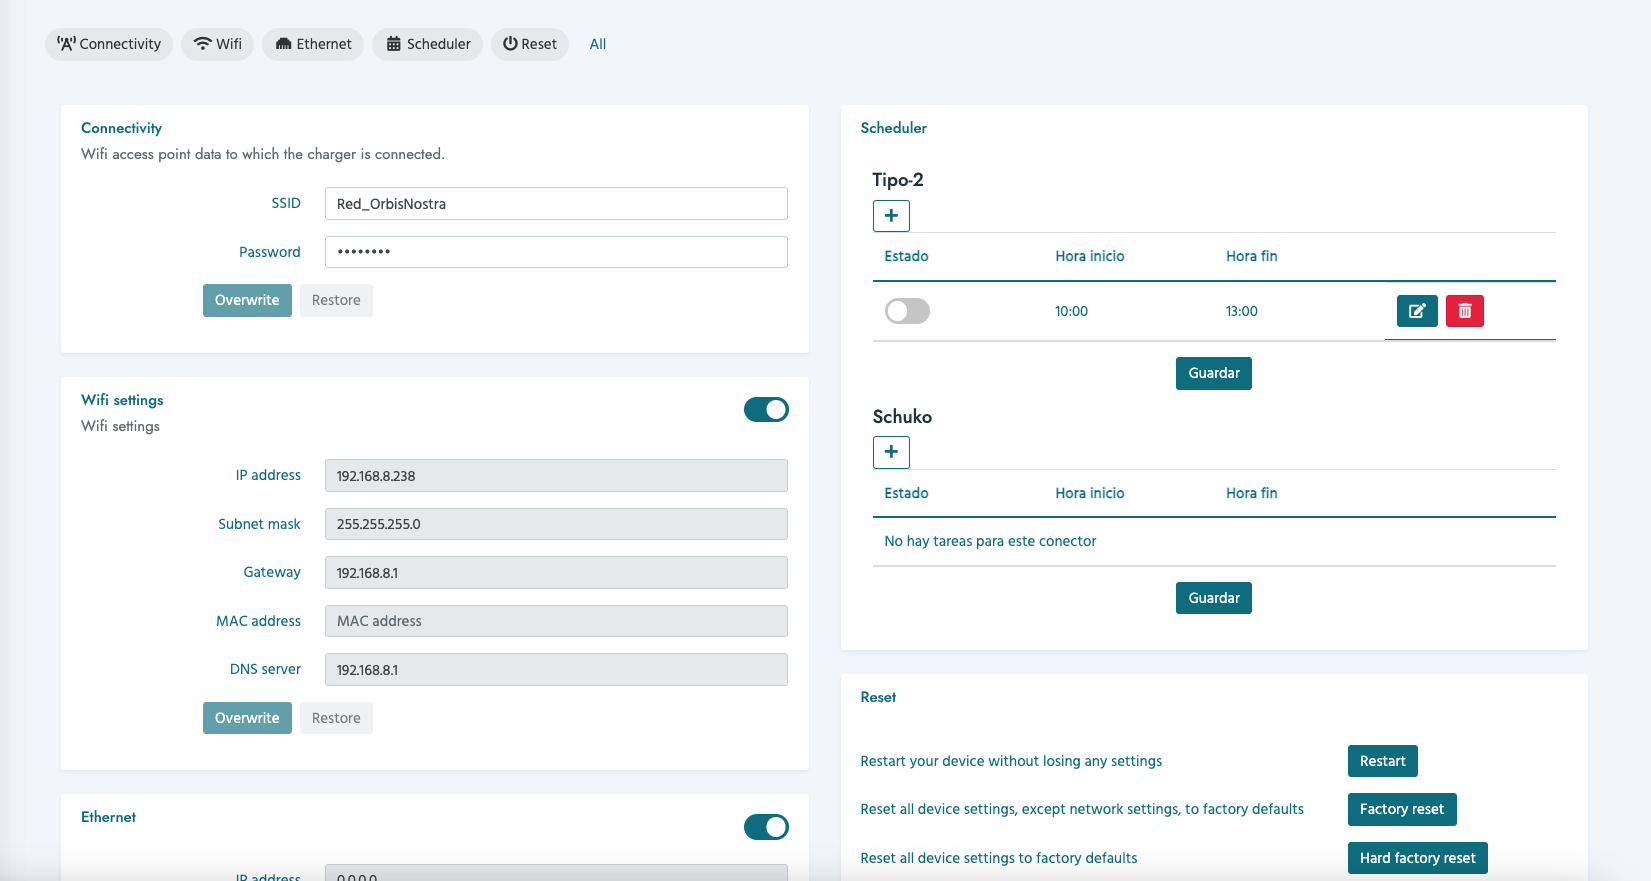 Connectivity Wifi Ethernet Scheduler Reset All
Connectivity
Wifi access point data to which the charger is connected.
SSID Red_OrbisNostra
Password ••••••••
Overwrite Restore
Wifi settings
Wifi settings
IP address 192.168.8.238
Subnet mask 255.255.255.0
Gateway 192.168.8.1
MAC address MAC address
DNS server 192.168.8.1
Overwrite Restore
Ethernet
IP address 0.0.0.0
Scheduler
Tipo-2
+
Estado Hora inicio Hora fin
10:00 13:00
Guardar
Schuko
+
Estado Hora inicio Hora fin
No hay tareas para este conector
Guardar
Reset
Restart your device without losing any settings Restart
Reset all device settings, except network settings, to factory defaults Factory reset
Reset all device settings to factory defaults Hard factory reset